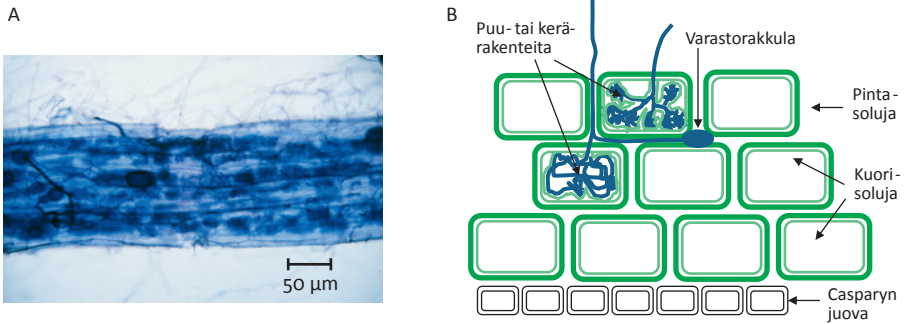 A
50 µm
B
Puu- tai kerä-
rakenteita
Varastorakkula
Pinta-
soluja
Kuori-
soluja
Casparyn
juova